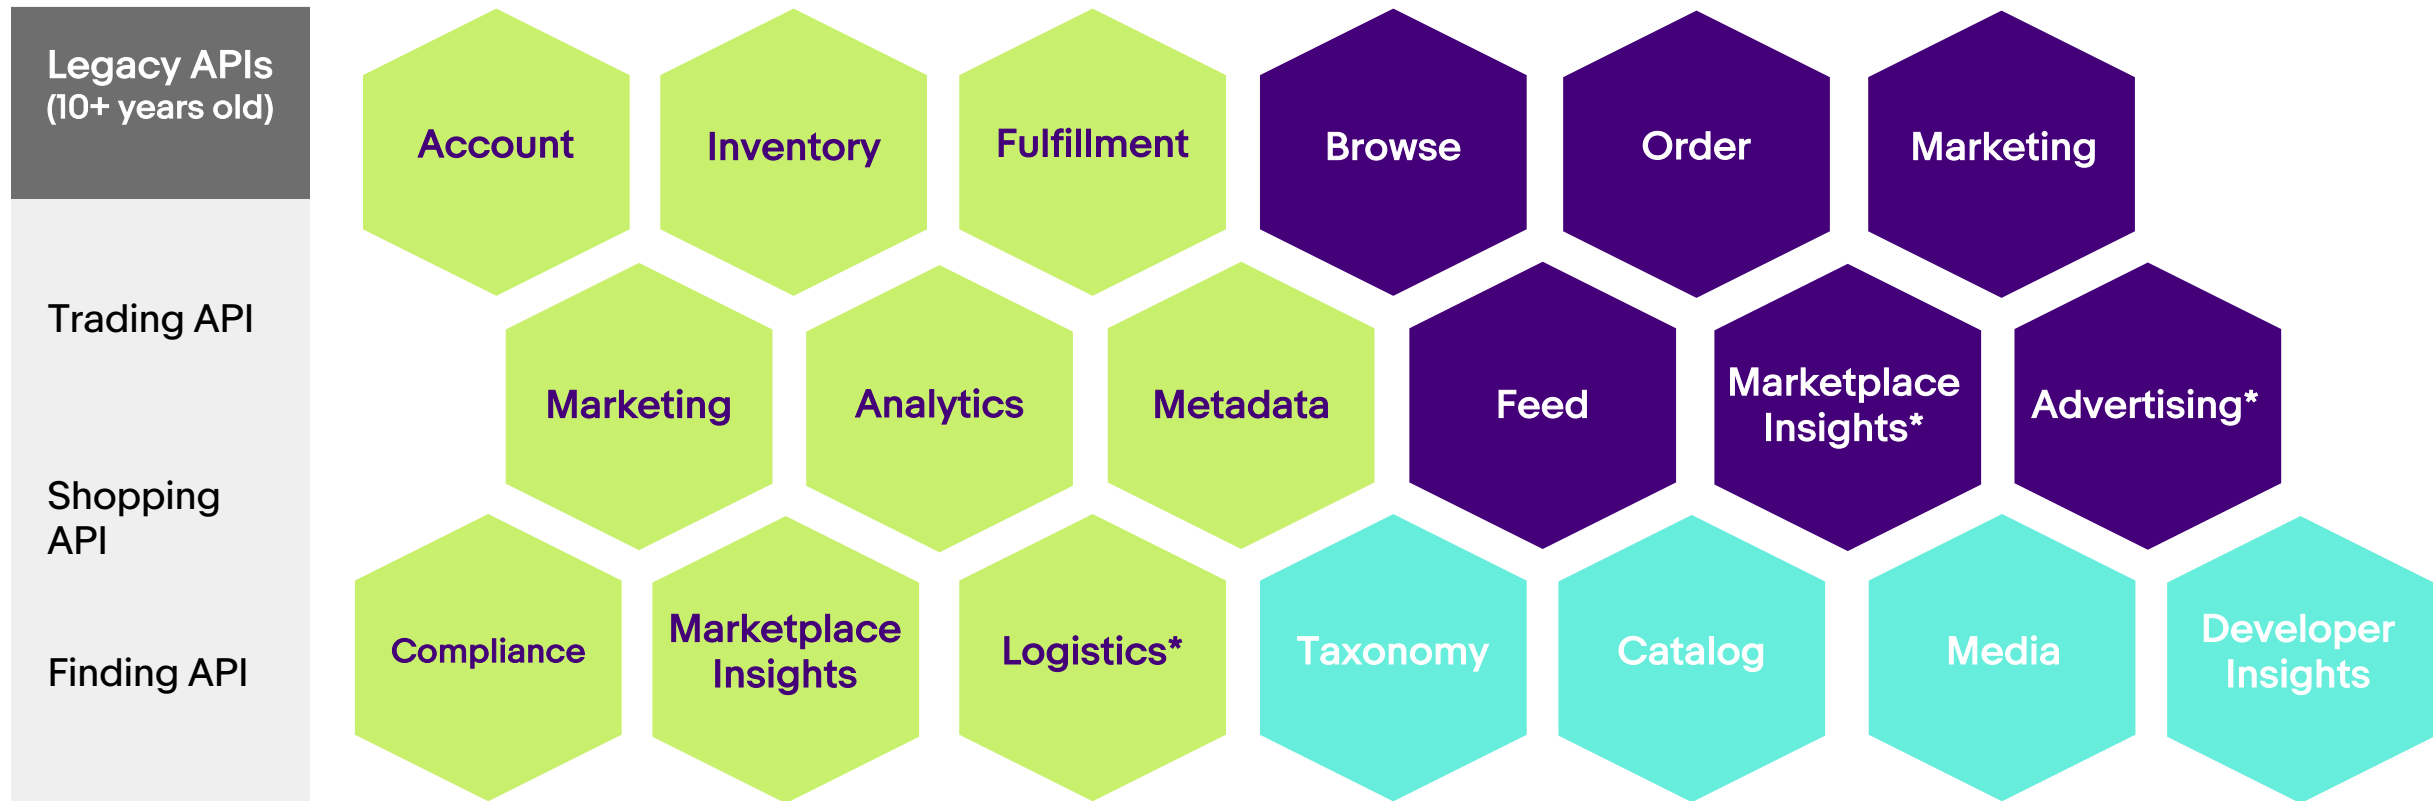 Legacy APIs
(10+ years old)
Trading API
Shopping
API
Finding API
Account
Inventory
Fulfillment
Browse
Order
Marketing
Marketing
Analytics
Metadata
Feed
Marketplace
Insights*
Advertising*
Compliance
Marketplace
Insights
Logistics*
Taxonomy
Catalog
Media
Developer
Insights